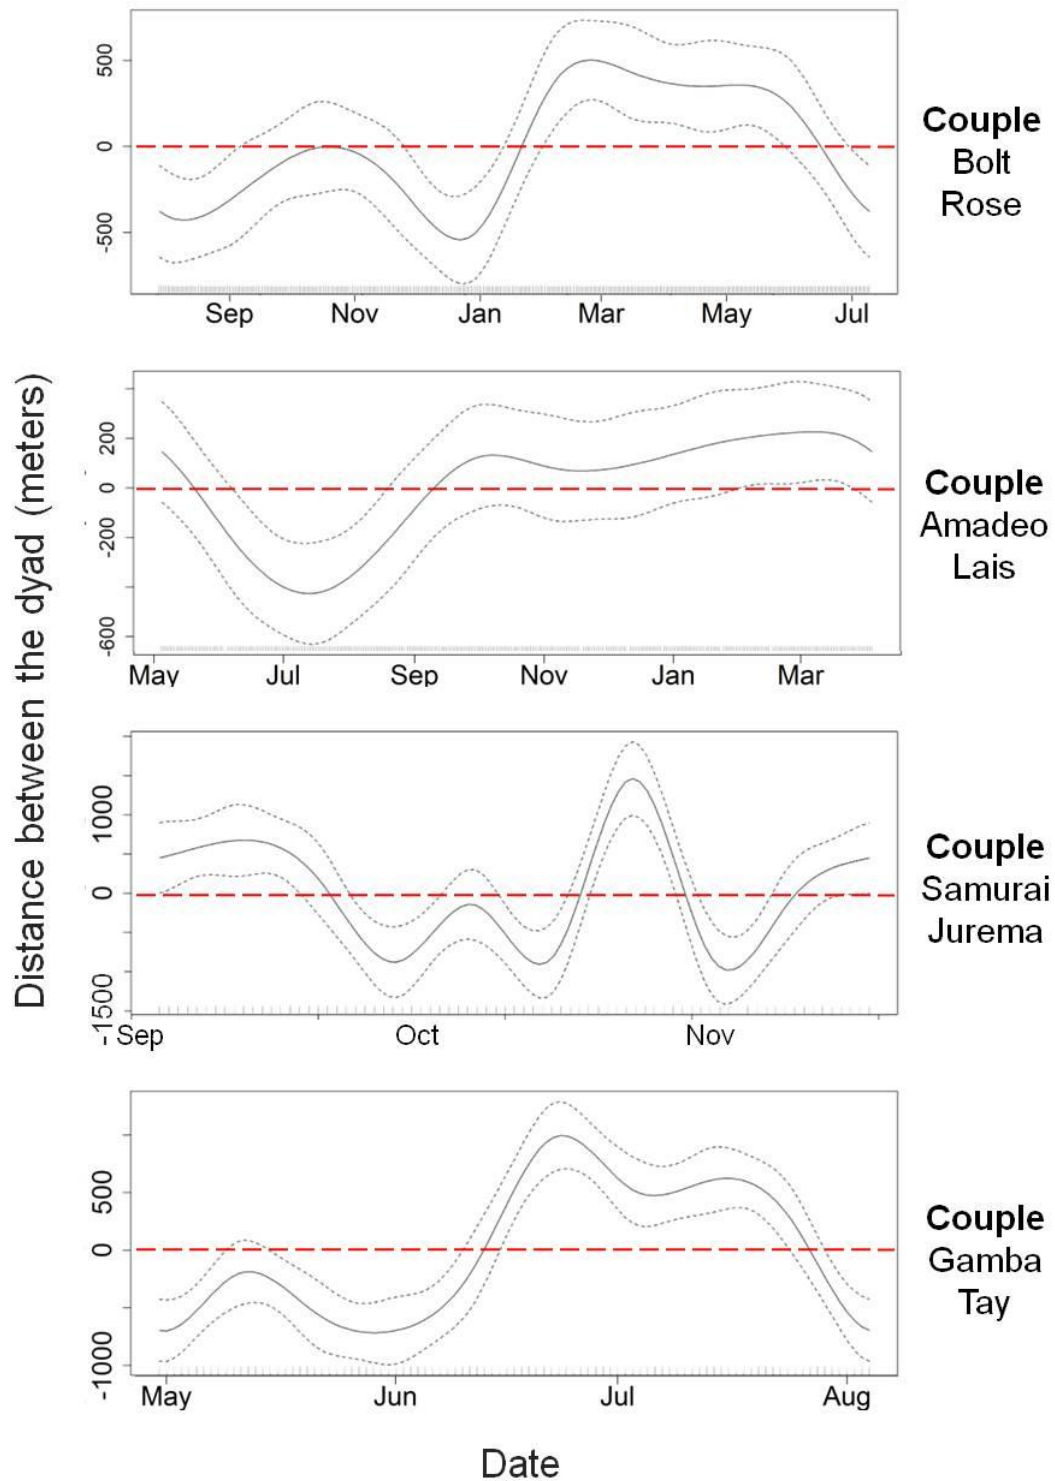 Distance between the dyad (meters)
500
0
-500
Sep Nov Jan Mar May Jul
Couple
Bolt
Rose
200
0
-200
-600
May Jul Sep Nov Jan Mar
Couple
Amadeo
Lais
1000
0
-1500
Sep Oct Nov
Couple
Samurai
Jurema
500
0
-1000
May Jun Jul Aug
Couple
Gamba
Tay
Date